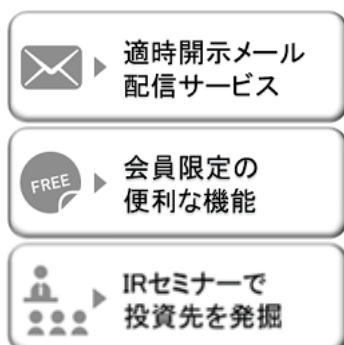 適時開示メール
配信サービス
FREE
会員限定の
便利な機能
IRセミナーで
投資先を発掘